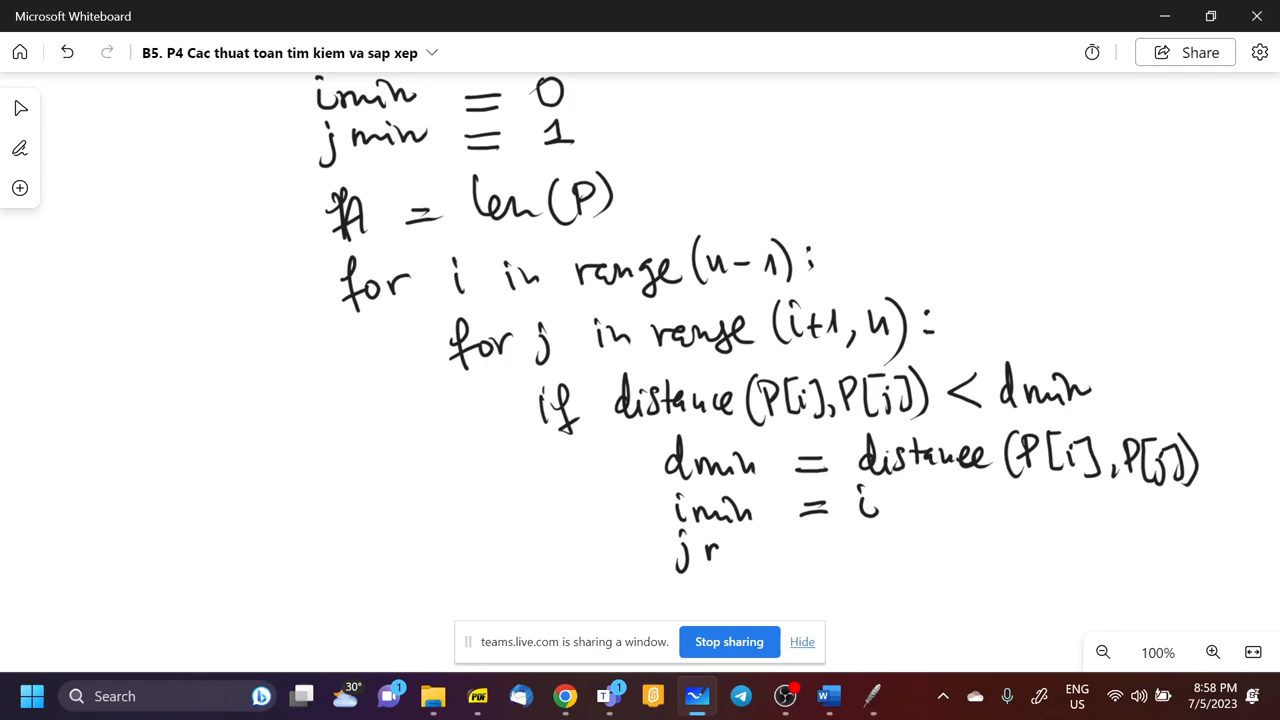 Microsoft Whiteboard
B5. P4 Cac thuat toan tim kiem va sap xep
Share
imin = 0
jmin = 1
= len(P)
for i in range(n-1):
for j in range(i+1, n):
if distance(P[i], P[j]) < dmin
dmin = distance(P[i], P[j])
imin = i
j
teams.live.com is sharing a window.
Stop sharing
Hide
100%
Search
30°
1
1
ENG
US
8:58 PM
7/5/2023